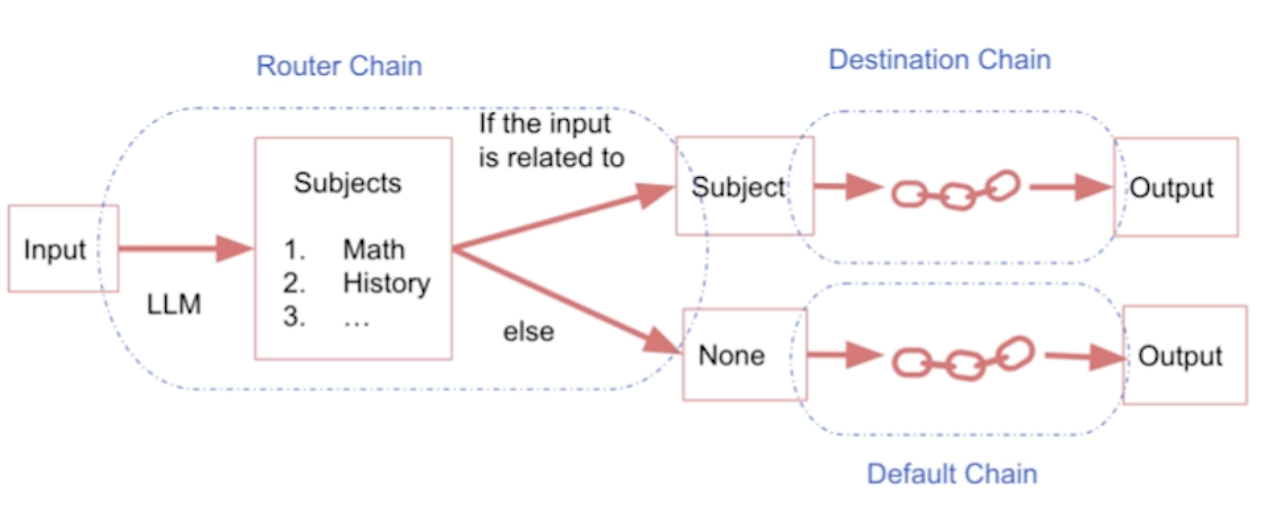 Router Chain
Destination Chain
If the input
is related to
Subjects
Subject
Output
Input
1. Math
2. History
3. ...
LLM
else
None
Output
Default Chain